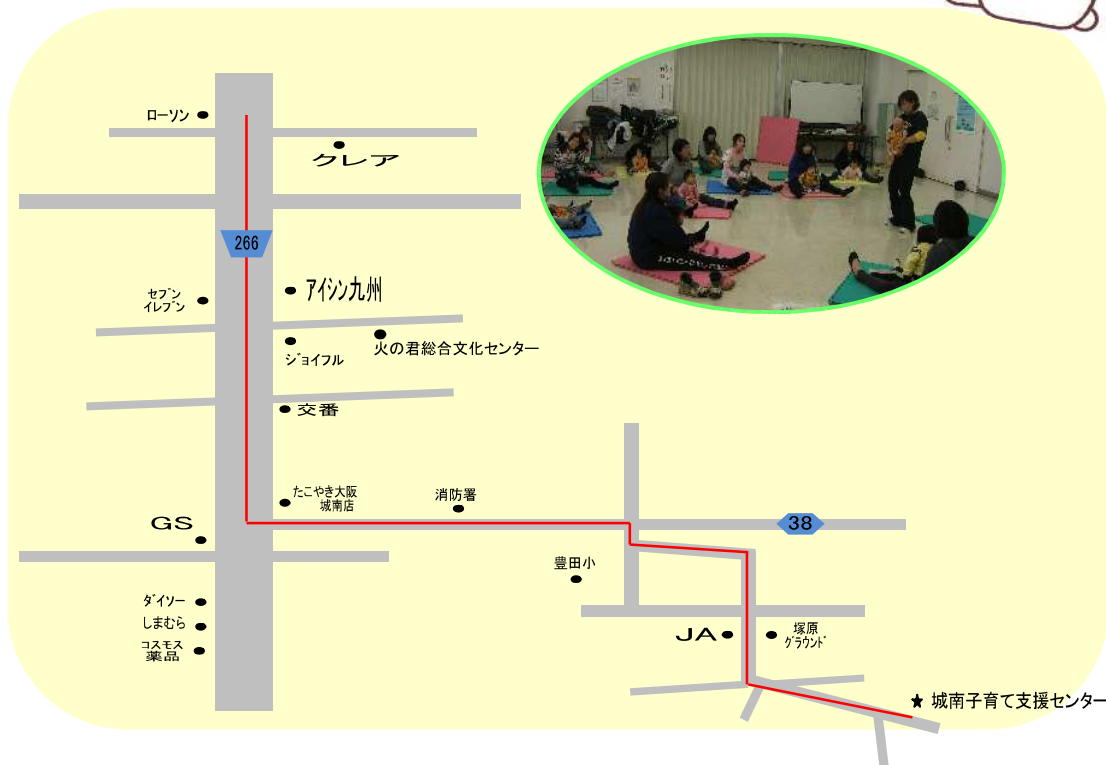 ローソン
クレア
266
アイシン九州
セブン
イレブン
ジョイフル
火の君総合文化センター
交番
たこやき大阪
城南店
消防署
GS
38
豊田小
ダイソー
しまむら
コスモス
薬品
JA
塚原
グラウンド
★ 城南子育て支援センター